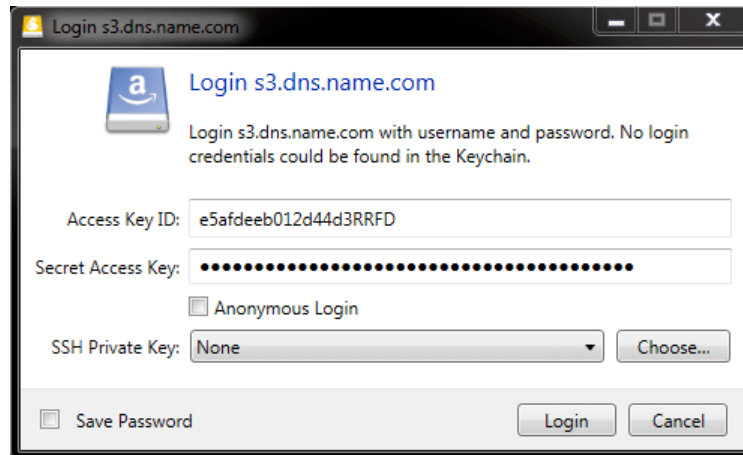 Login s3.dns.name.com
Login s3.dns.name.com
Login s3.dns.name.com with username and password. No login
credentials could be found in the Keychain.
Access Key ID: e5afdeeb012d44d3RRFD
Secret Access Key: ●●●●●●●●●●●●●●●●●●●●●●●●●●●●●●●●●●●●●●●●
Anonymous Login
SSH Private Key: None Choose...
Save Password Login Cancel